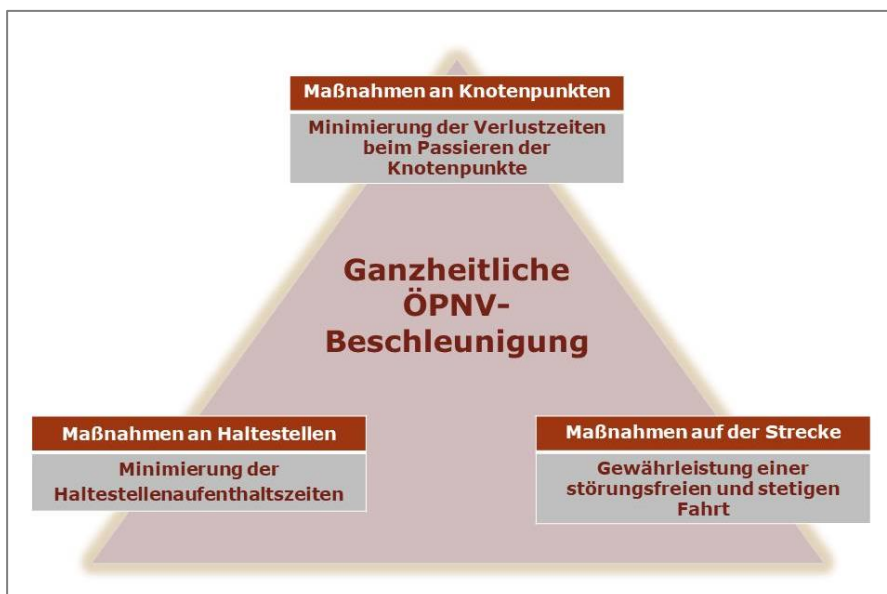 Maßnahmen an Knotenpunkten
Minimierung der Verlustzeiten
beim Passieren der
Knotenpunkte
Ganzheitliche
ÖPNV-
Beschleunigung
Maßnahmen an Haltestellen
Minimierung der
Haltestellenaufenthaltszeiten
Maßnahmen auf der Strecke
Gewährleistung einer
störungsfreien und stetigen
Fahrt